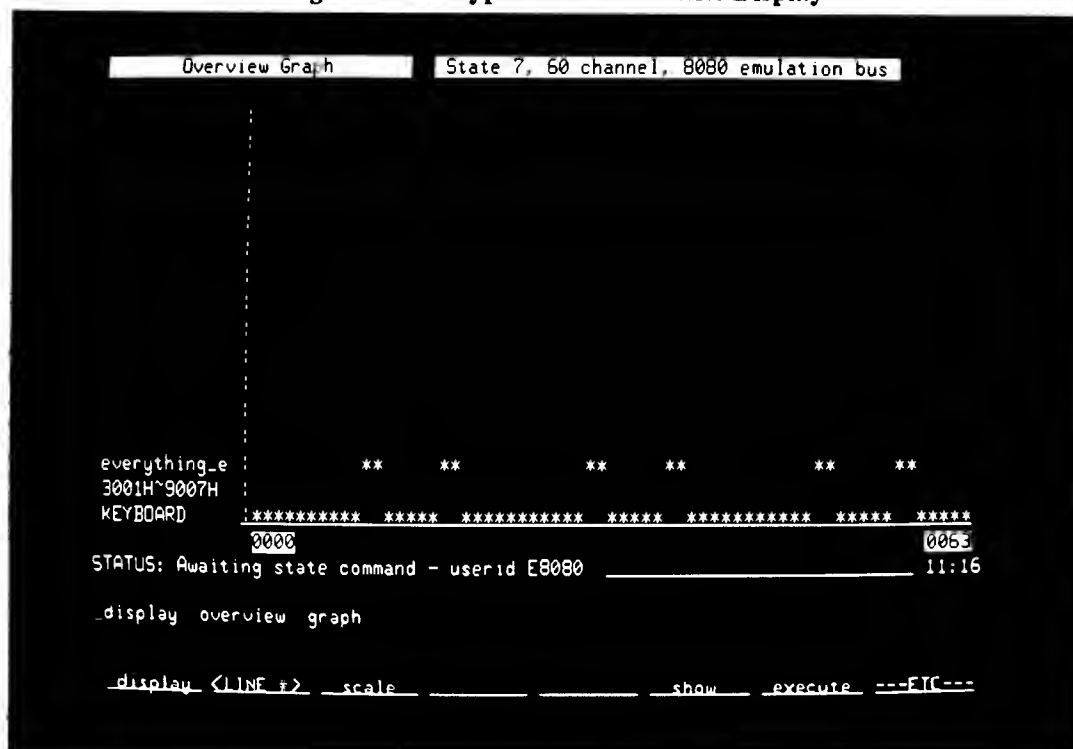 Display
Overview Graph State 7, 60 channel, 8080 emulation bus
everything_e ** ** ** ** ** **
3001H~9007H
KEYBOARD ********** ***** *********** ***** *********** ***** *****
0000 0063
STATUS: Awaiting state command - userid E8080 11:16
_display overview graph
display <LINE #> scale show execute ---ETC---